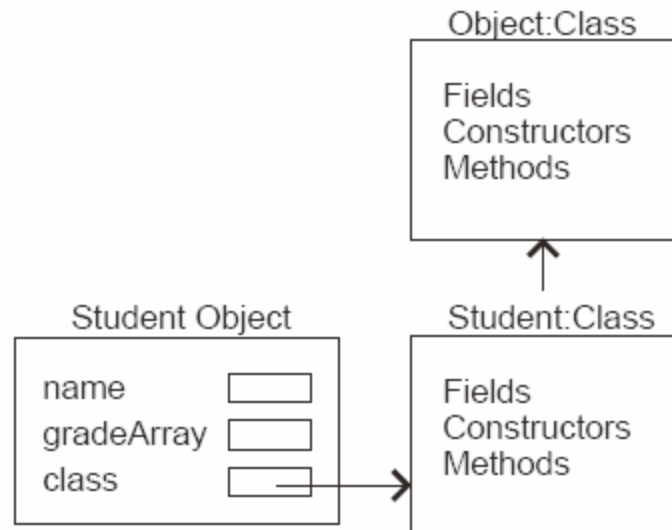 Object:Class
Fields
Constructors
Methods
Student Object
name
gradeArray
class
Student:Class
Fields
Constructors
Methods